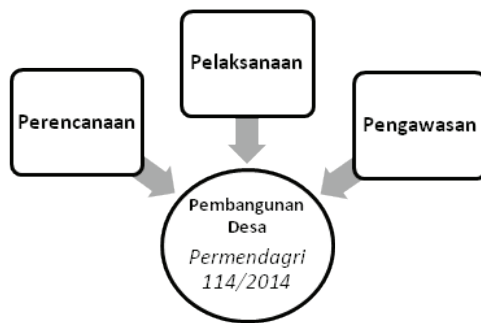 Perencanaan
Pelaksanaan
Pengawasan
Pembangunan
Desa
Permendagri
114/2014